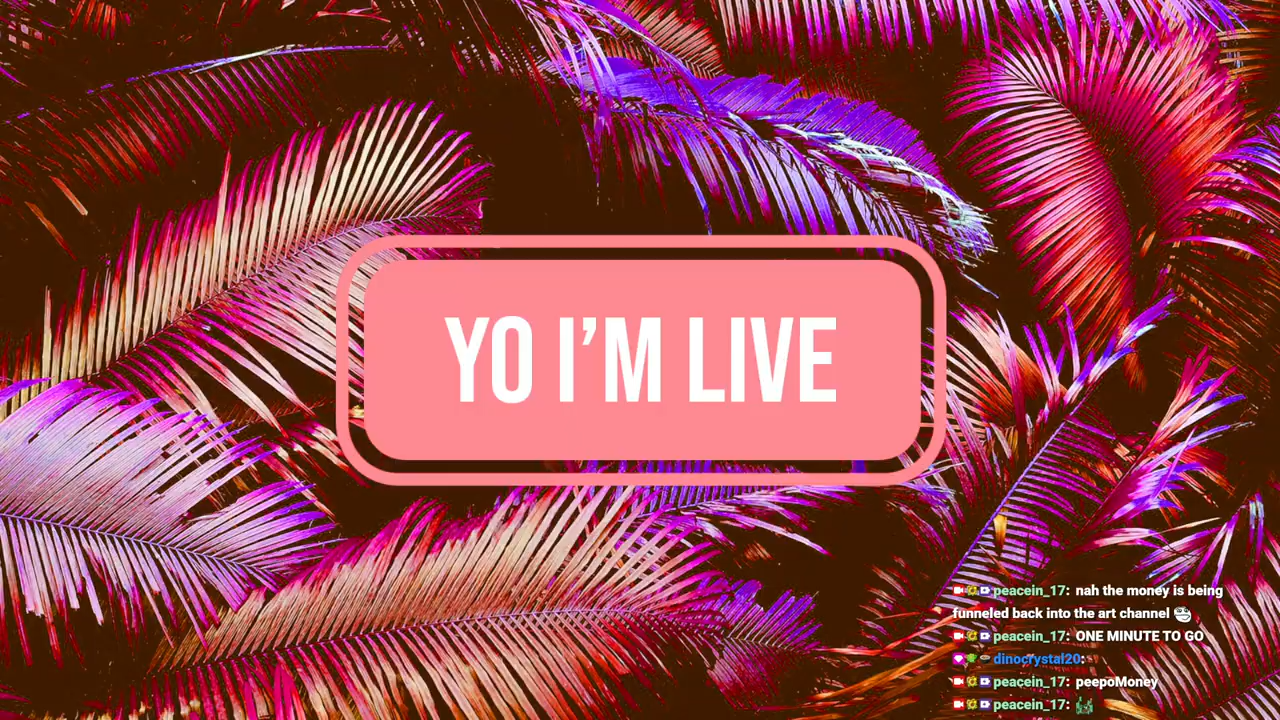 YO I’M LIVE
peacein_17: nah the money is being
funneled back into the art channel
peacein_17: ONE MINUTE TO GO
dinocrystal20:
peacein_17: peepoMoney
peacein_17: